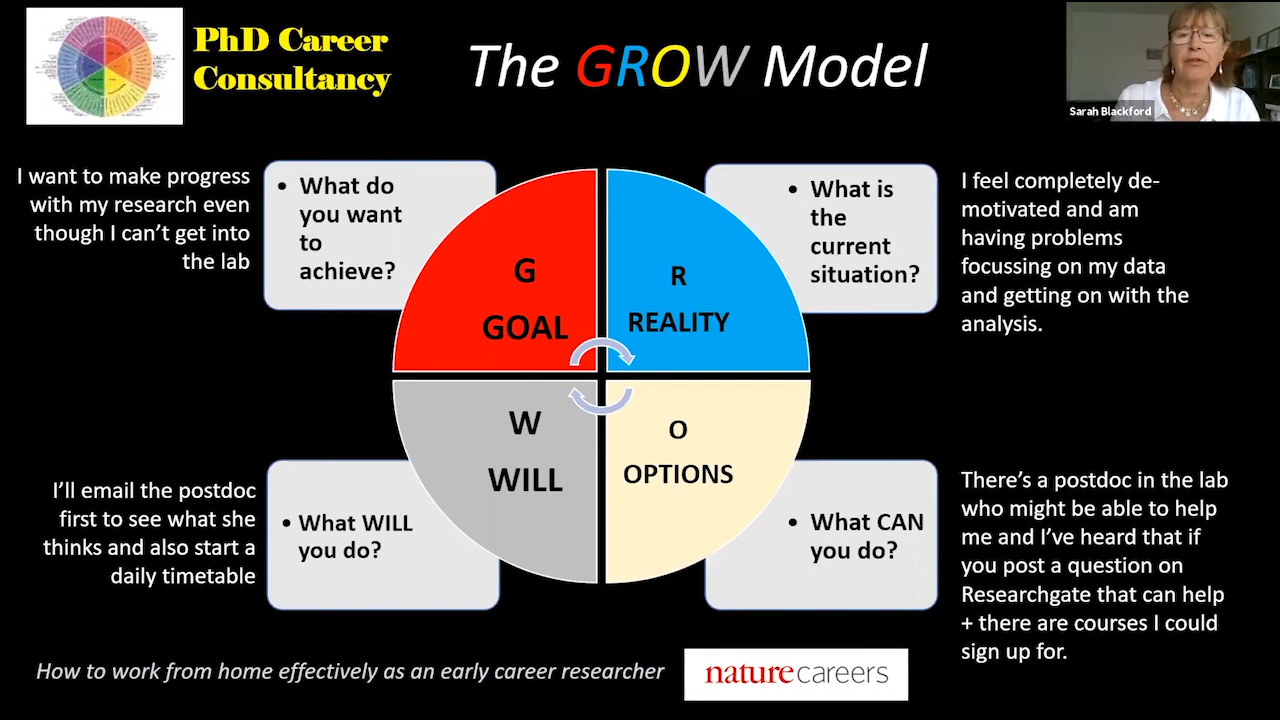 PhD Career
Consultancy
The GROW Model
Sarah Blackford
I want to make progress
with my research even
though I can't get into
the lab
• What do
you want
to
achieve?
G
GOAL
R
REALITY
• What is
the
current
situation?
I feel completely de-
motivated and am
having problems
focussing on my data
and getting on with the
analysis.
I'll email the postdoc
first to see what she
thinks and also start a
daily timetable
• What WILL
you do?
W
WILL
O
OPTIONS
• What CAN
you do?
There's a postdoc in the lab
who might be able to help
me and I've heard that if
you post a question on
Researchgate that can help
+ there are courses I could
sign up for.
How to work from home effectively as an early career researcher
naturecareers